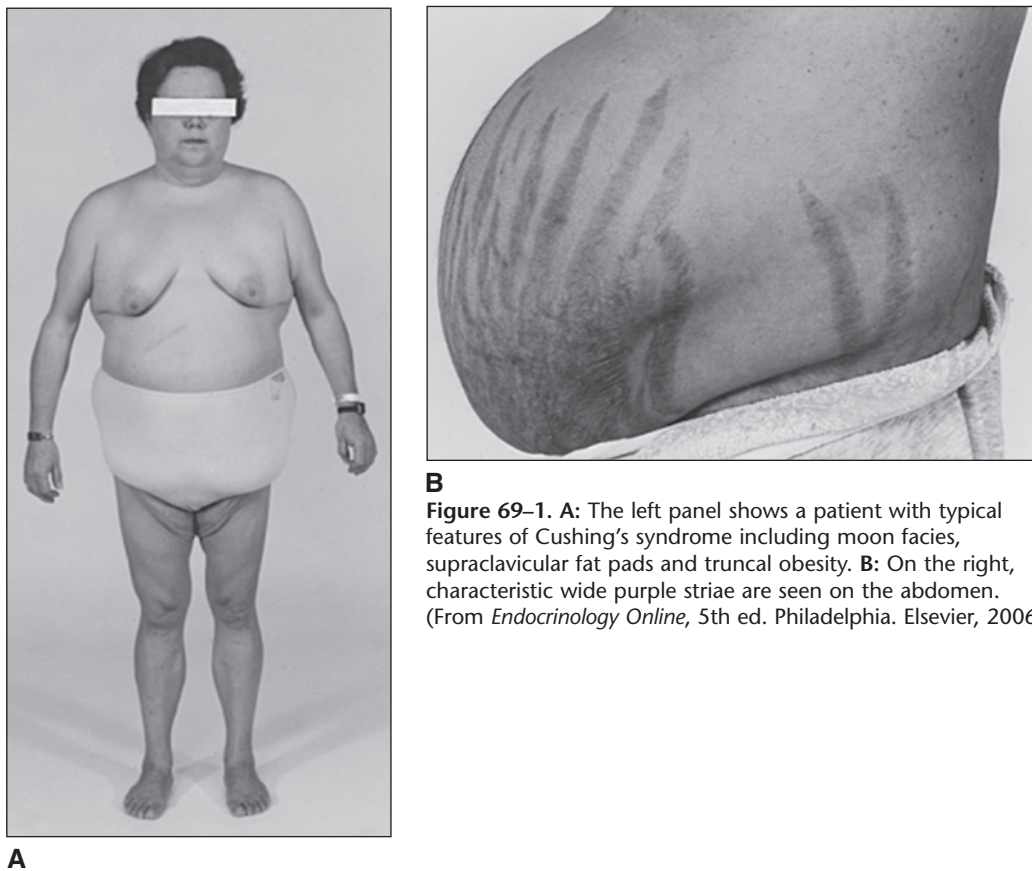 A
B
Figure 69–1. A: The left panel shows a patient with typical
features of Cushing's syndrome including moon facies,
supraclavicular fat pads and truncal obesity. B: On the right,
characteristic wide purple striae are seen on the abdomen.
(From Endocrinology Online, 5th ed. Philadelphia. Elsevier, 2006